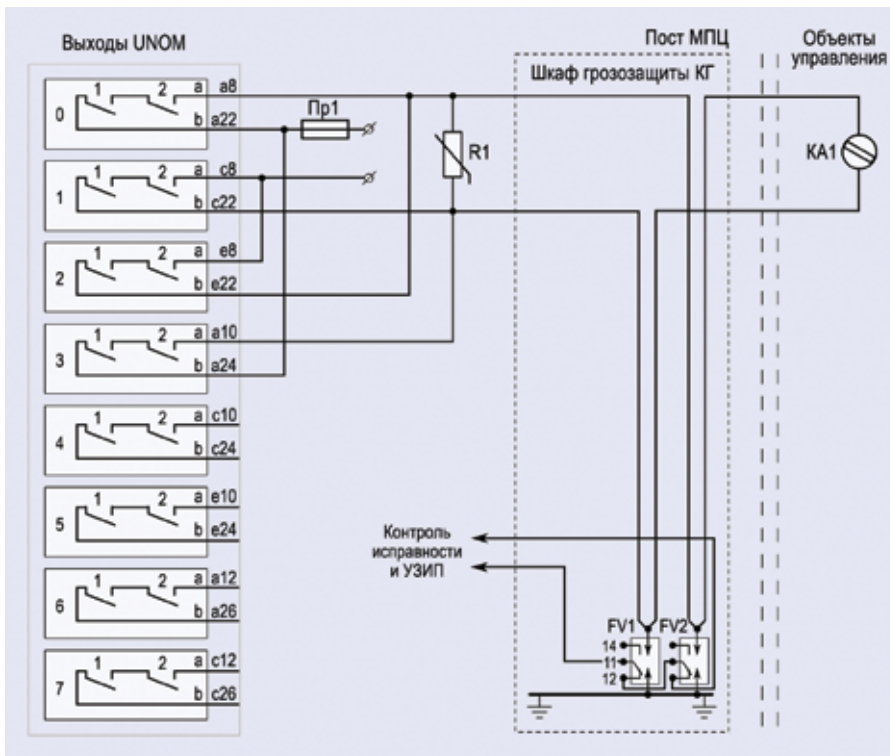 Выходы UNOM
Пост МПЦ
Объекты
управления
Шкаф грозозащиты КГ
0
1
2
a
a8
b
a22
Пр1
R1
КА1
1
1
2
a
c8
b
c22
2
1
2
a
e8
b
e22
3
1
2
a
a10
b
a24
4
1
2
a
c10
b
c24
5
1
2
a
e10
b
e24
6
1
2
a
a12
b
a26
7
1
2
a
c12
b
c26
Контроль
исправности
и УЗИП
FV1
FV2
14
11
12